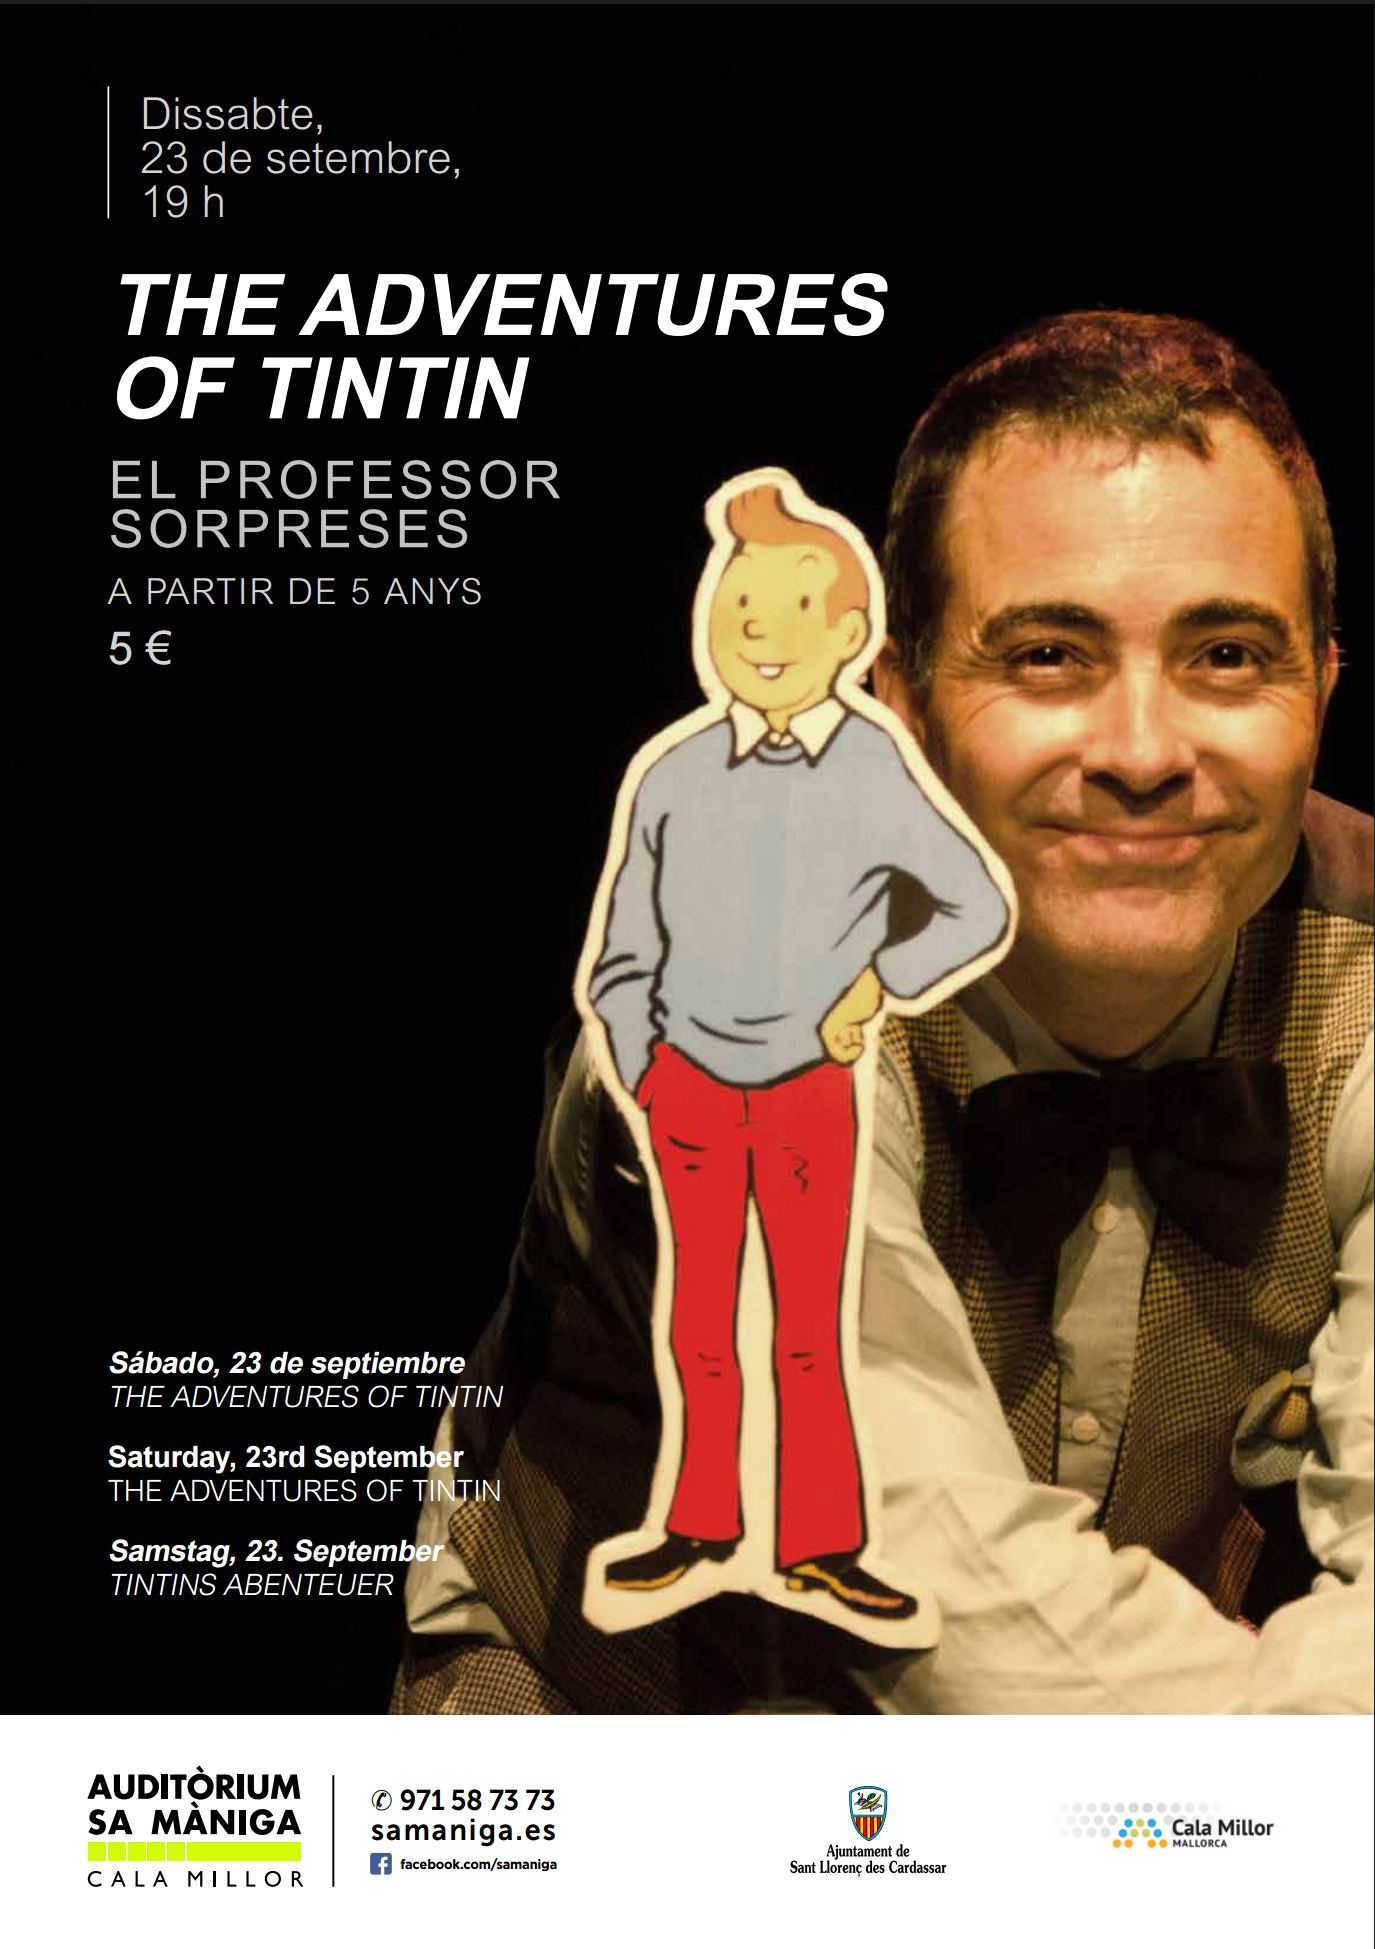 Dissabte,
23 de setembre,
19 h
THE ADVENTURES
OF TINTIN
EL PROFESSOR
SORPRESES
A PARTIR DE 5 ANYS
5 €
Sábado, 23 de septiembre
THE ADVENTURES OF TINTIN
Saturday, 23rd September
THE ADVENTURES OF TINTIN
Samstag, 23. September
TINTINS ABENTEUER
AUDITÒRIUM
SA MÀNIGA
CALA MILLOR
✆ 971 58 73 73
samaniga.es
facebook.com/samaniga
Ajuntament de
Sant Llorenç des Cardassar
Cala Millor
MALLORCA